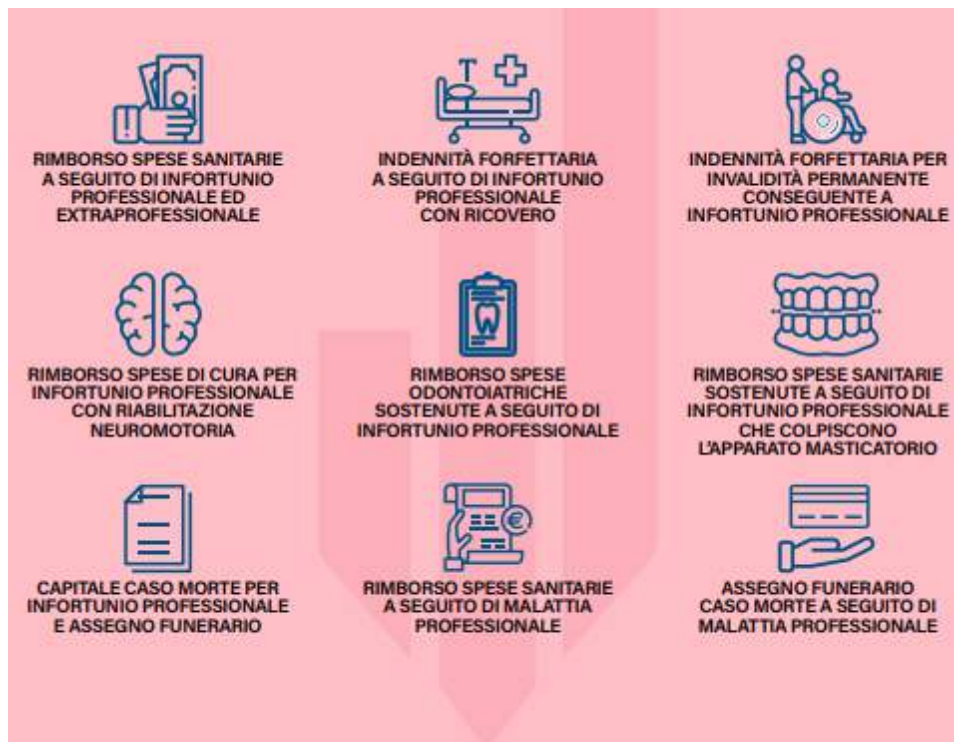 RIMBORSO SPESE SANITARIE
A SEGUITO DI INFORTUNIO
PROFESSIONALE ED
EXTRAPROFESSIONALE
INDENNITÀ FORFETTARIA
A SEGUITO DI INFORTUNIO
PROFESSIONALE
CON RICOVERO
INDENNITÀ FORFETTARIA PER
INVALIDITÀ PERMANENTE
CONSEGUENTE A
INFORTUNIO PROFESSIONALE
RIMBORSO SPESE DI CURA PER
INFORTUNIO PROFESSIONALE
CON RIABILITAZIONE
NEUROMOTORIA
RIMBORSO SPESE
ODONTOIATRICHE
SOSTENUTE A SEGUITO DI
INFORTUNIO PROFESSIONALE
RIMBORSO SPESE SANITARIE
SOSTENUTE A SEGUITO DI
INFORTUNIO PROFESSIONALE
CHE COLPISCONO
L'APPARATO MASTICATORIO
CAPITALE CASO MORTE PER
INFORTUNIO PROFESSIONALE
E ASSEGNO FUNERARIO
€
RIMBORSO SPESE SANITARIE
A SEGUITO DI MALATTIA
PROFESSIONALE
ASSEGNO FUNERARIO
CASO MORTE A SEGUITO DI
MALATTIA PROFESSIONALE